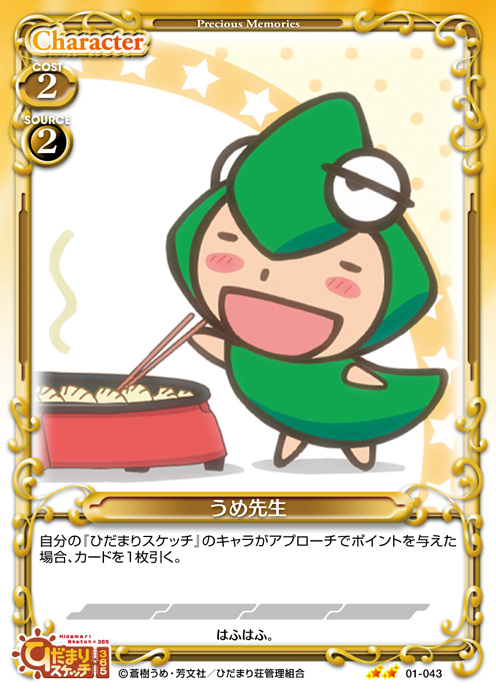 Precious Memories
Character
COST
2
SOURCE
2
うめ先生
自分の『ひだまりスケッチ』のキャラがアプローチでポイントを与えた
場合、カードを1枚引く。
はふはふ。
Hidamari
Sketch×365
ひだまり
スケッチ
365
©蒼樹うめ・芳文社／ひだまり荘管理組合
01-043